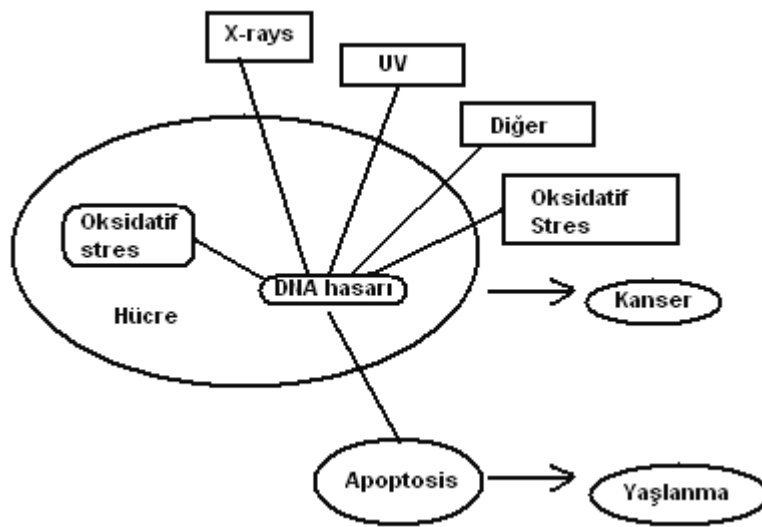 X-rays
UV
Diğer
Oksidatif
Stres
Oksidatif
stres
DNA hasarı
Hücre
Kanser
Apoptosis
Yaşlanma